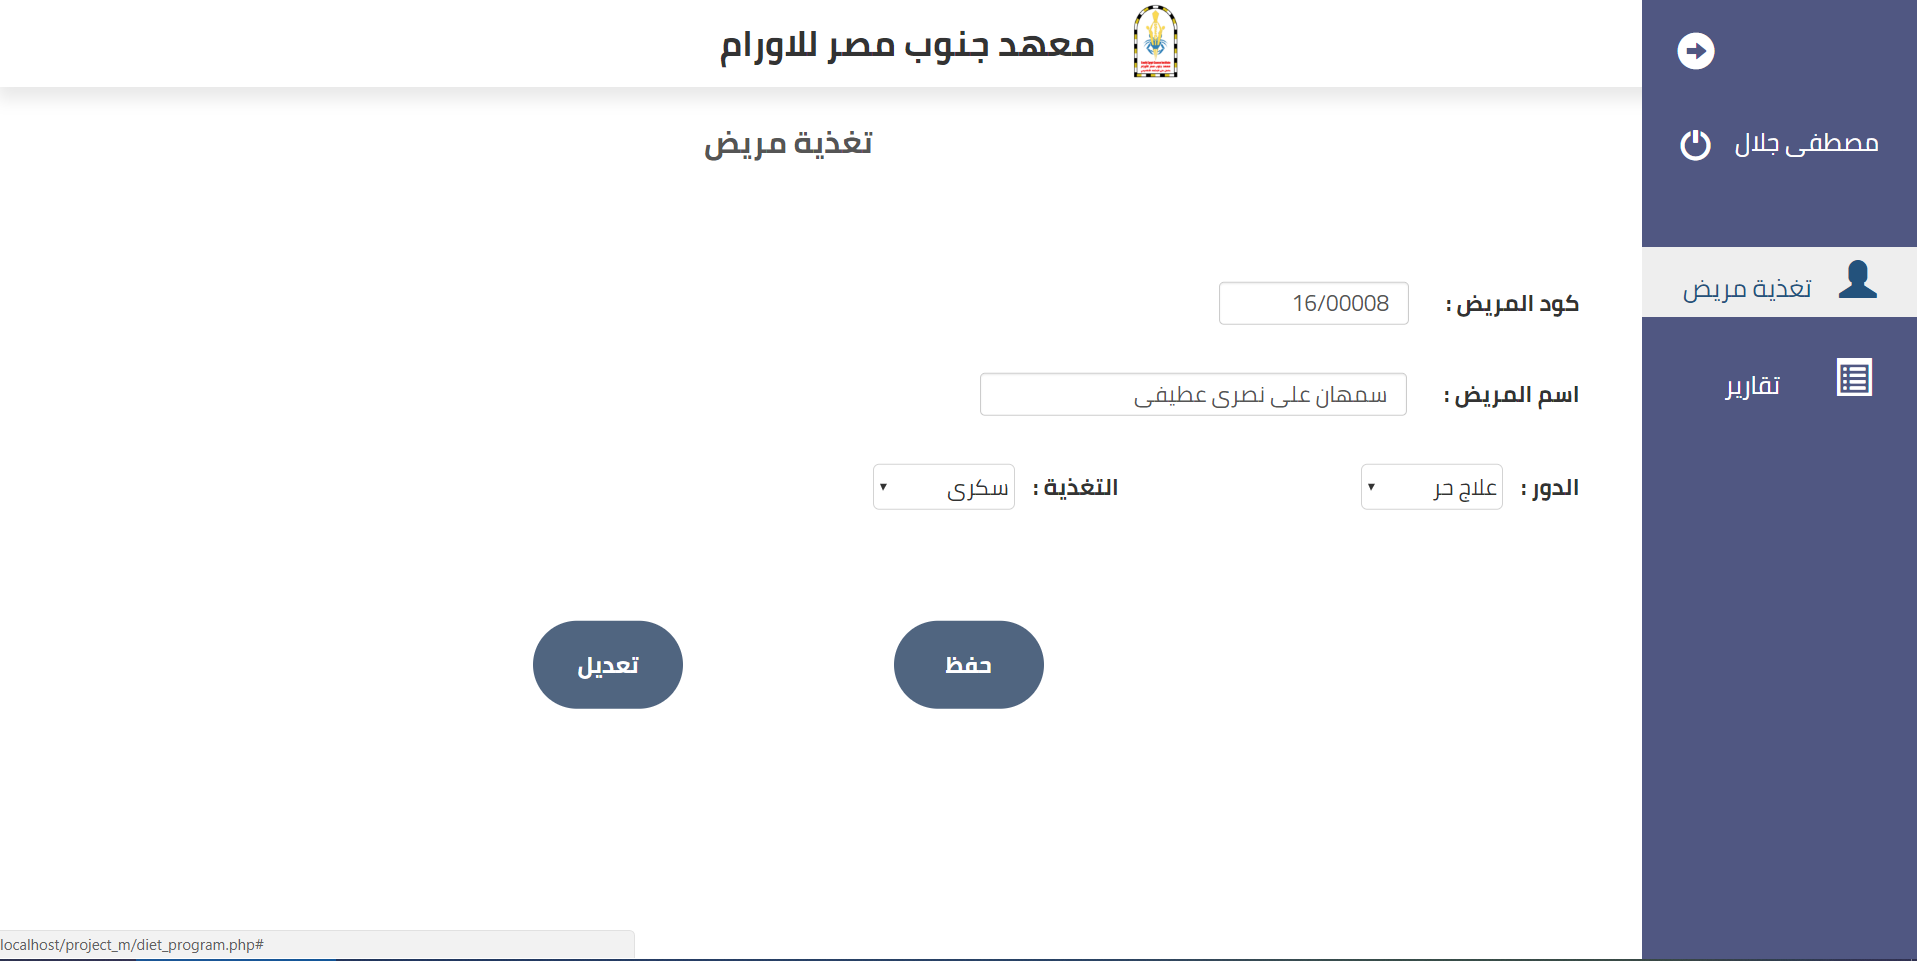 معهد جنوب مصر للاورام
مصطفى جلال
تغذية مريض
تقارير
تغذية مريض
كود المريض : 16/00008
اسم المريض : سمهان على نصرى عطيفى
الدور : علاج حر التغذية : سكرى
حفظ تعديل
localhost/project_m/diet_program.php#